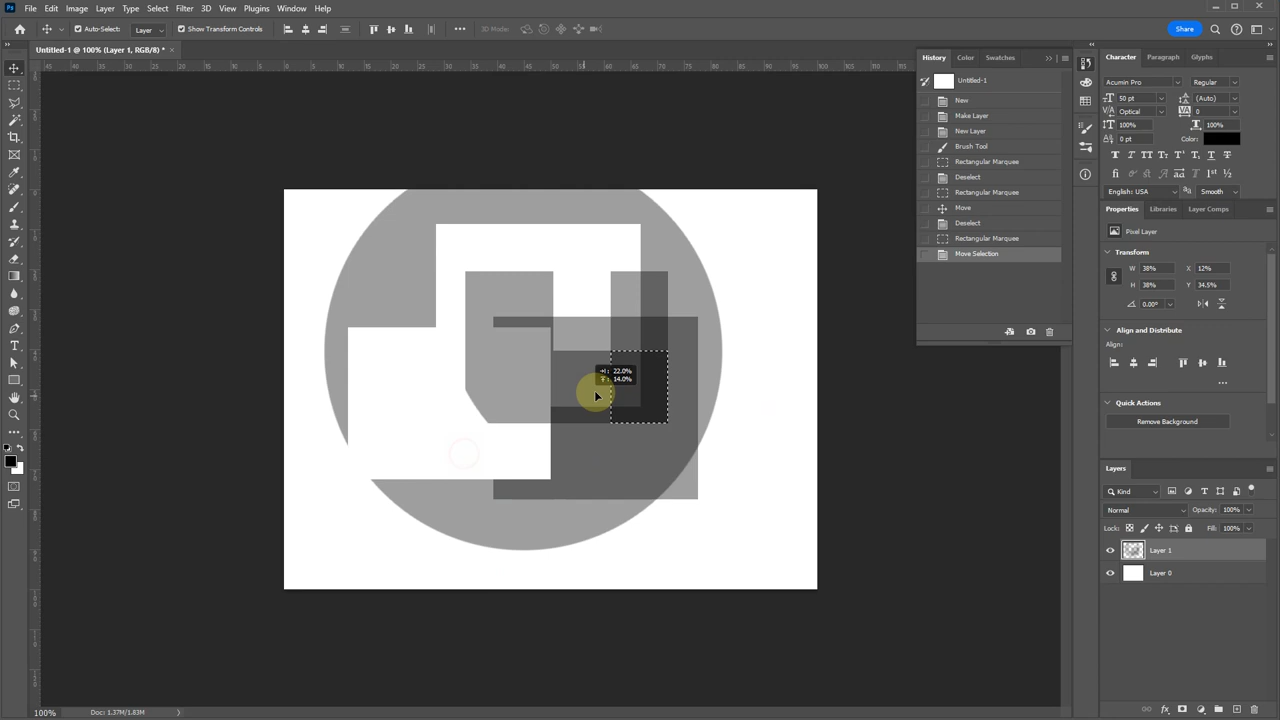 Ps File Edit Image Layer Type Select Filter 3D View Plugins Window Help
Auto-Select: Layer Show Transform Controls 3D Mode: Share
Untitled-1 @ 100% (Layer 1, RGB/8) *
History Color Swatches
Untitled-1
New
Make Layer
New Layer
Brush Tool
Rectangular Marquee
Deselect
Rectangular Marquee
Move
Deselect
Rectangular Marquee
Move Selection
Character Paragraph Glyphs
Acumin Pro Regular
50 pt (Auto)
Optical 0
100% 100%
0 pt Color:
English: USA Smooth
Properties Libraries Layer Comps
Pixel Layer
Transform
W 38% X 12%
H 38% Y 34.5%
0.00°
Align and Distribute
Align:
Quick Actions
Remove Background
Layers
Kind
Normal Opacity: 100%
Lock: Fill: 100%
Layer 1
Layer 0
22.0%
14.0%
100% Doc: 1.37M/1.83M